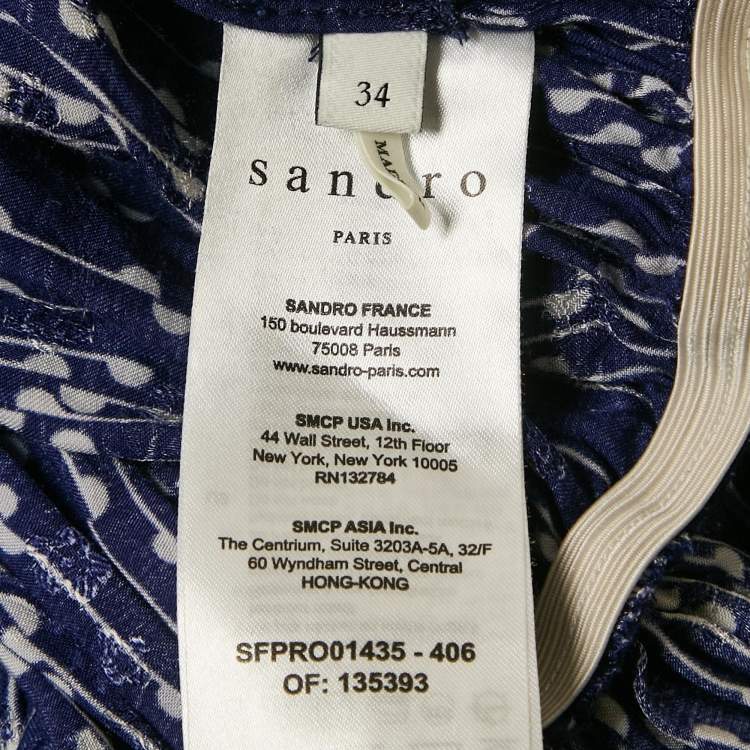 34
MA
sandro
PARIS
SANDRO FRANCE
150 boulevard Haussmann
75008 Paris
www.sandro-paris.com
SMCP USA Inc.
44 Wall Street, 12th Floor
New York, New York 10005
RN132784
SMCP ASIA Inc.
The Centrium, Suite 3203A-5A, 32/F
60 Wyndham Street, Central
HONG-KONG
SFPRO01435 - 406
OF: 135393